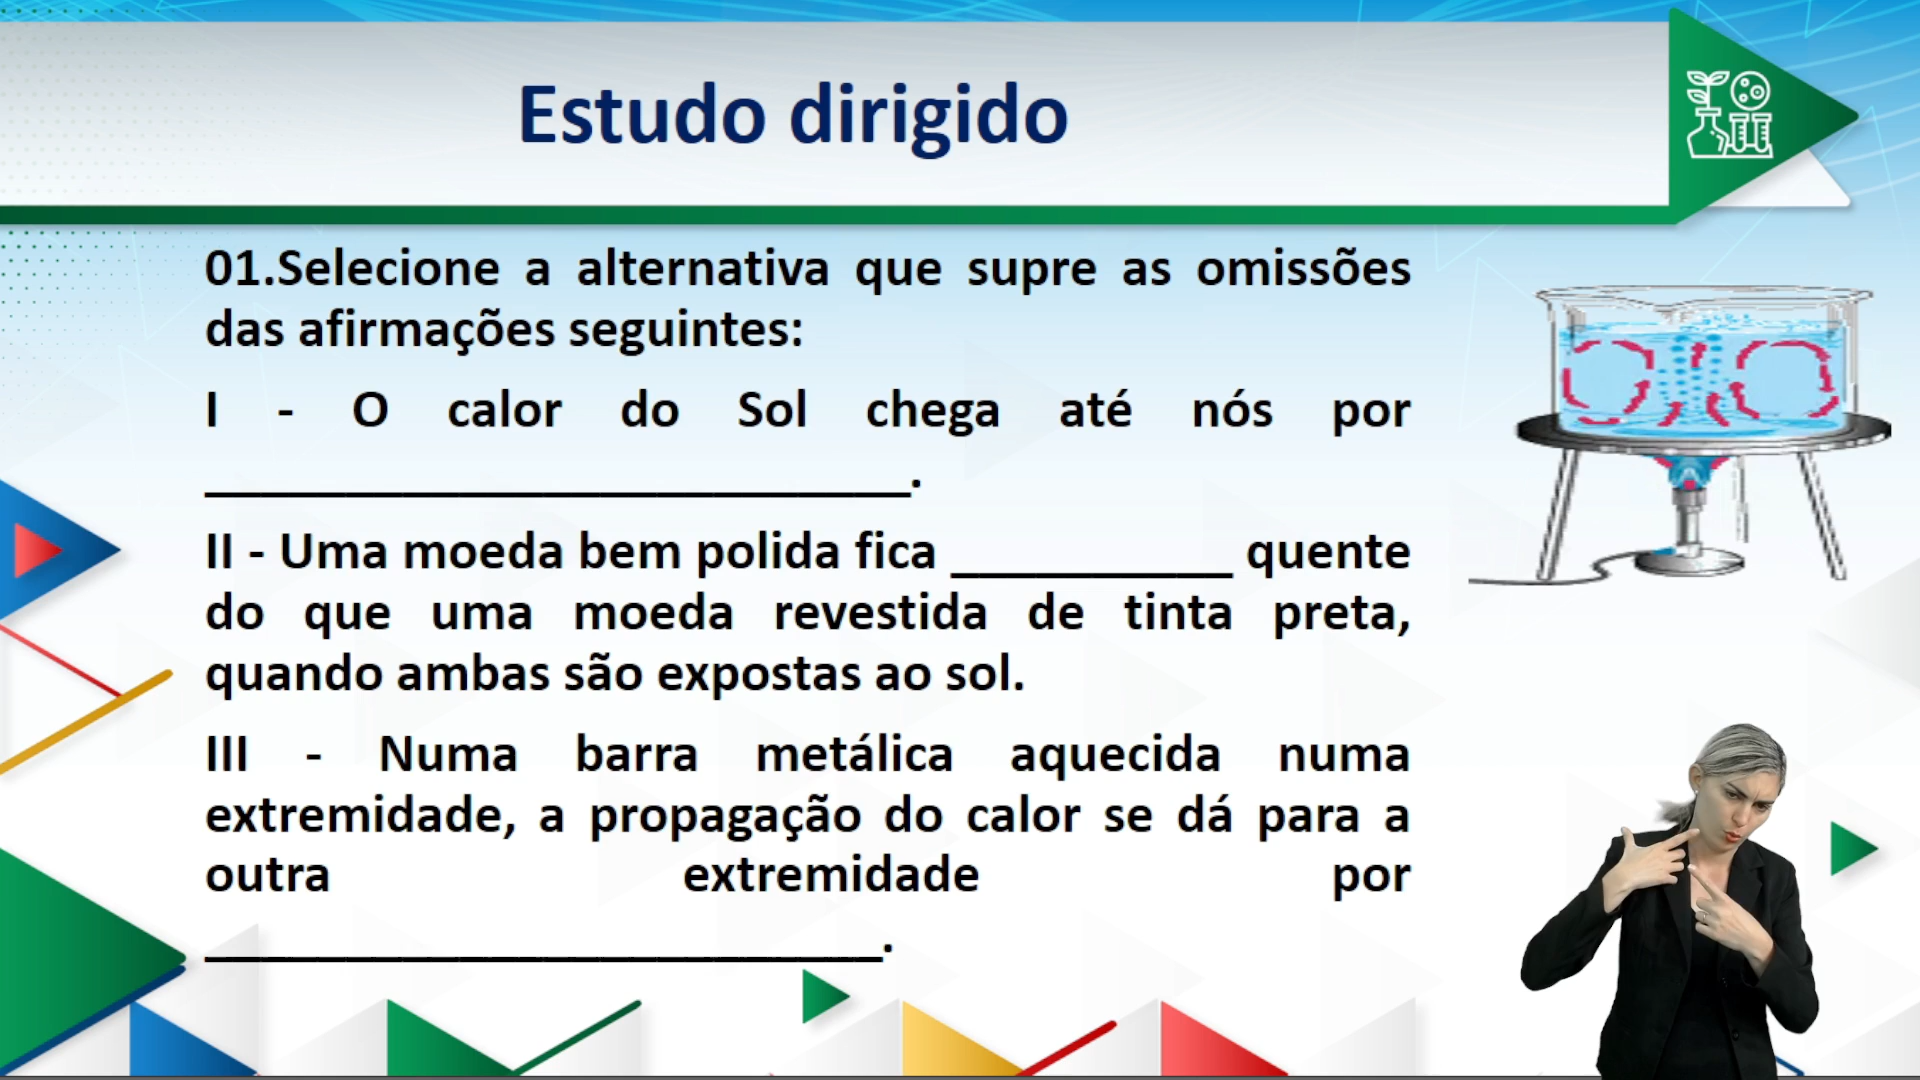 Estudo dirigido
01.Selecione a alternativa que supre as omissões
das afirmações seguintes:
I - O calor do Sol chega até nós por
_________________________.
II - Uma moeda bem polida fica __________ quente
do que uma moeda revestida de tinta preta,
quando ambas são expostas ao sol.
III - Numa barra metálica aquecida numa
extremidade, a propagação do calor se dá para a
outra extremidade por
________________________.